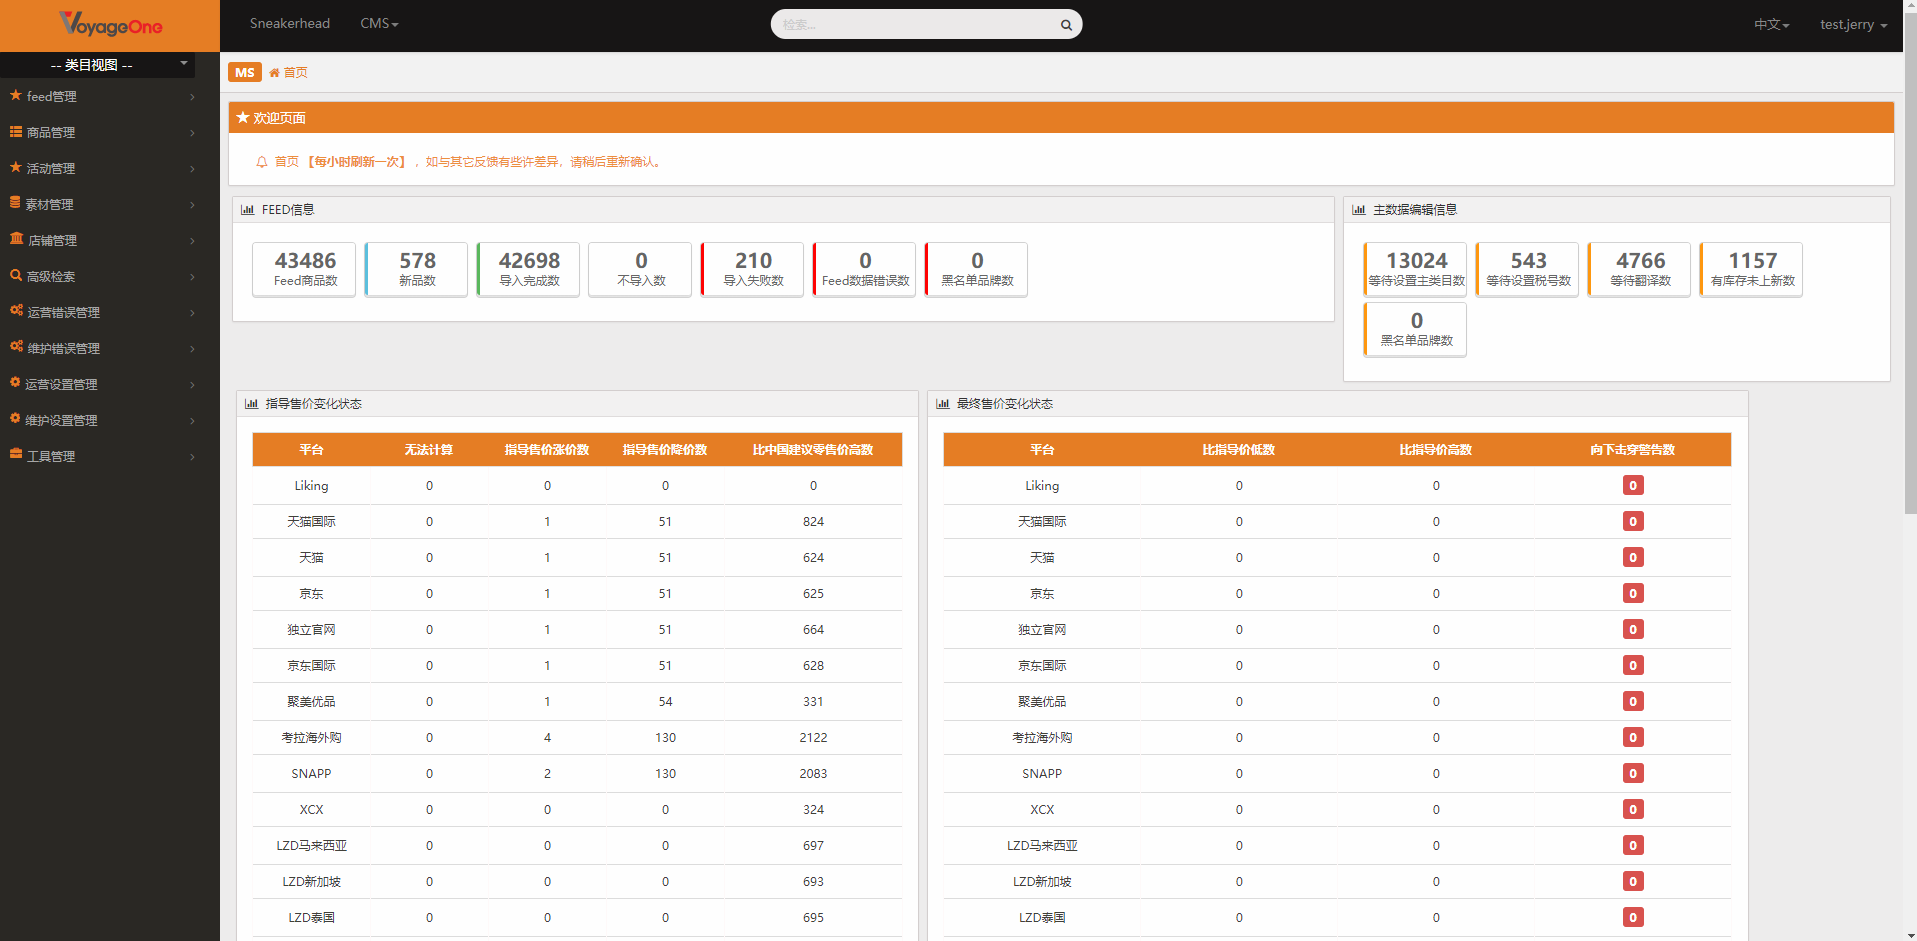 VoyageOne
Sneakerhead CMS
检索...
中文 test.jerry
-- 类目视图 --
feed管理
商品管理
活动管理
素材管理
店铺管理
高级检索
运营错误管理
维护错误管理
运营设置管理
维护设置管理
工具管理
MS 首页
欢迎页面
首页 【每小时刷新一次】 ，如与其它反馈有些许差异，请稍后重新确认。
FEED信息
43486 578 42698 0 210 0 0
Feed商品数 新品数 导入完成数 不导入数 导入失败数 Feed数据错误数 黑名单品牌数
主数据编辑信息
13024 543 4766 1157
等待设置主类目数 等待设置税号数 等待翻译数 有库存未上新数
0
黑名单品牌数
指导售价变化状态
平台 无法计算 指导售价涨价数 指导售价降价数 比中国建议零售价高数
Liking 0 0 0 0
天猫国际 0 1 51 824
天猫 0 1 51 624
京东 0 1 51 625
独立官网 0 1 51 664
京东国际 0 1 51 628
聚美优品 0 1 54 331
考拉海外购 0 4 130 2122
SNAPP 0 2 130 2083
XCX 0 0 0 324
LZD马来西亚 0 0 0 697
LZD新加坡 0 0 0 693
LZD泰国 0 0 0 695
最终售价变化状态
平台 比指导价低数 比指导价高数 向下击穿警告数
Liking 0 0 0
天猫国际 0 0 0
天猫 0 0 0
京东 0 0 0
独立官网 0 0 0
京东国际 0 0 0
聚美优品 0 0 0
考拉海外购 0 0 0
SNAPP 0 0 0
XCX 0 0 0
LZD马来西亚 0 0 0
LZD新加坡 0 0 0
LZD泰国 0 0 0